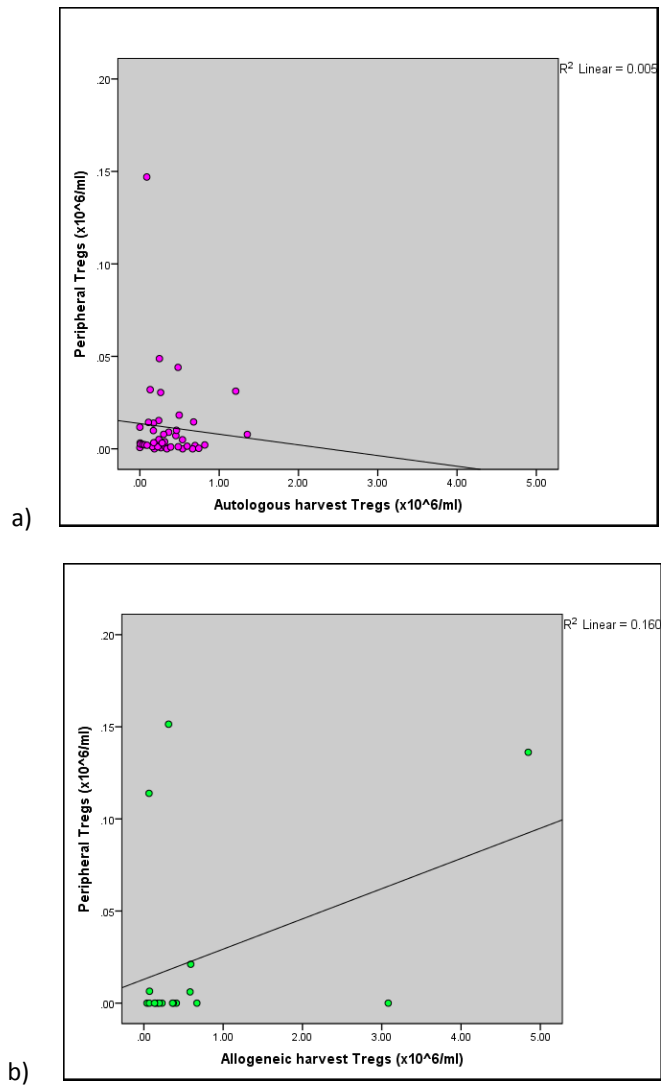 R² Linear = 0.005
.20
.15
.10
.05
.00
Peripheral Tregs (x10^6/ml)
.00 1.00 2.00 3.00 4.00 5.00
Autologous harvest Tregs (x10^6/ml)
a)
R² Linear = 0.160
.20
.15
.10
.05
.00
Peripheral Tregs (x10^6/ml)
.00 1.00 2.00 3.00 4.00 5.00
Allogeneic harvest Tregs (x10^6/ml)
b)